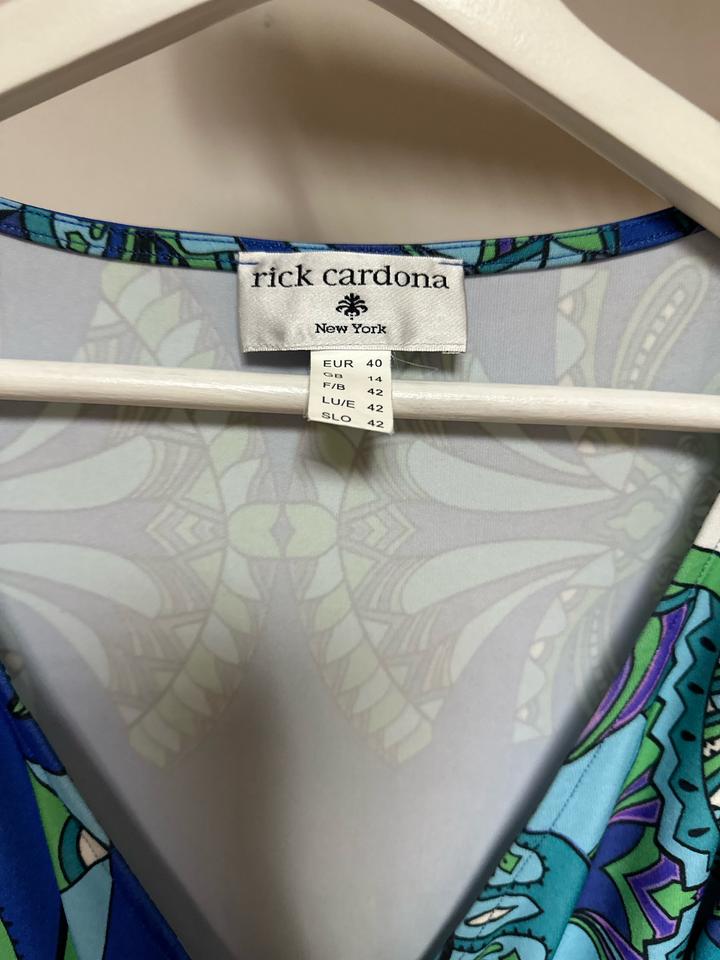 rick cardona
New York
EUR 40
GB 14
F/B 42
LU/E 42
SLO 42